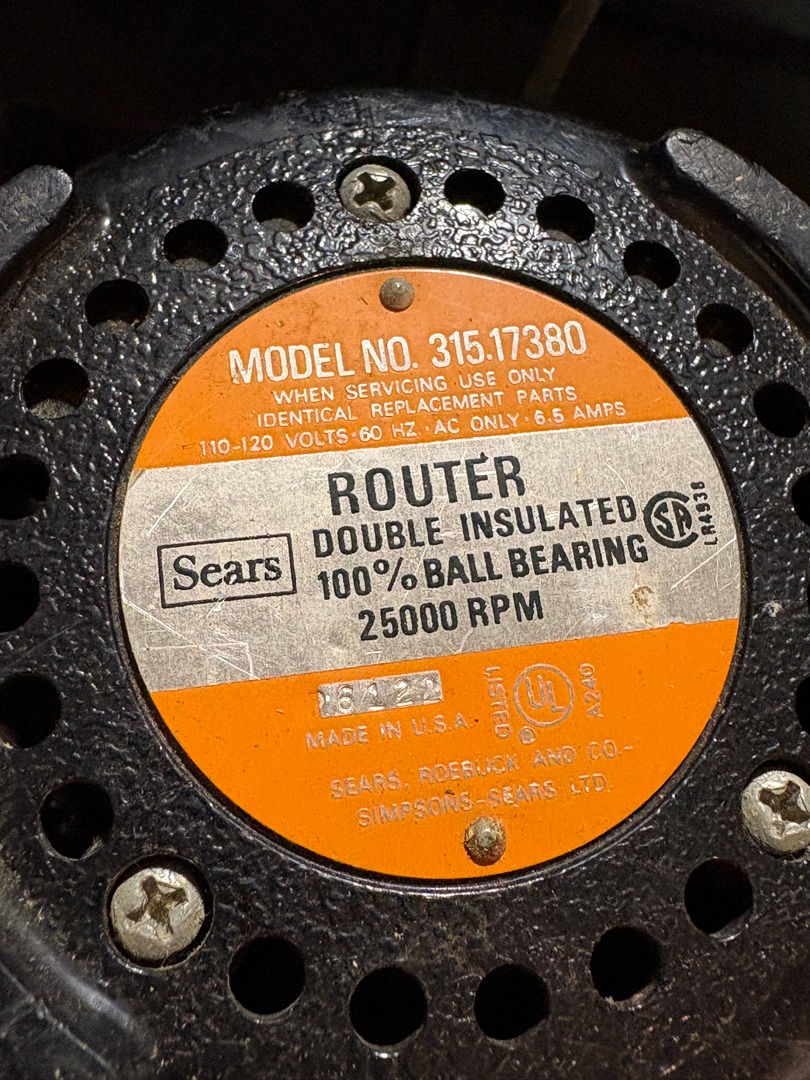 MODEL NO. 315.17380
WHEN SERVICING USE ONLY
IDENTICAL REPLACEMENT PARTS
110-120 VOLTS·60 HZ·AC ONLY·6.5 AMPS
ROUTER
DOUBLE INSULATED
Sears
100% BALL BEARING
25000 RPM
SA
LR4938
MADE IN U.S.A.
LISTED
UL
A240
SEARS, ROEBUCK AND CO.-
SIMPSONS-SEARS LTD.